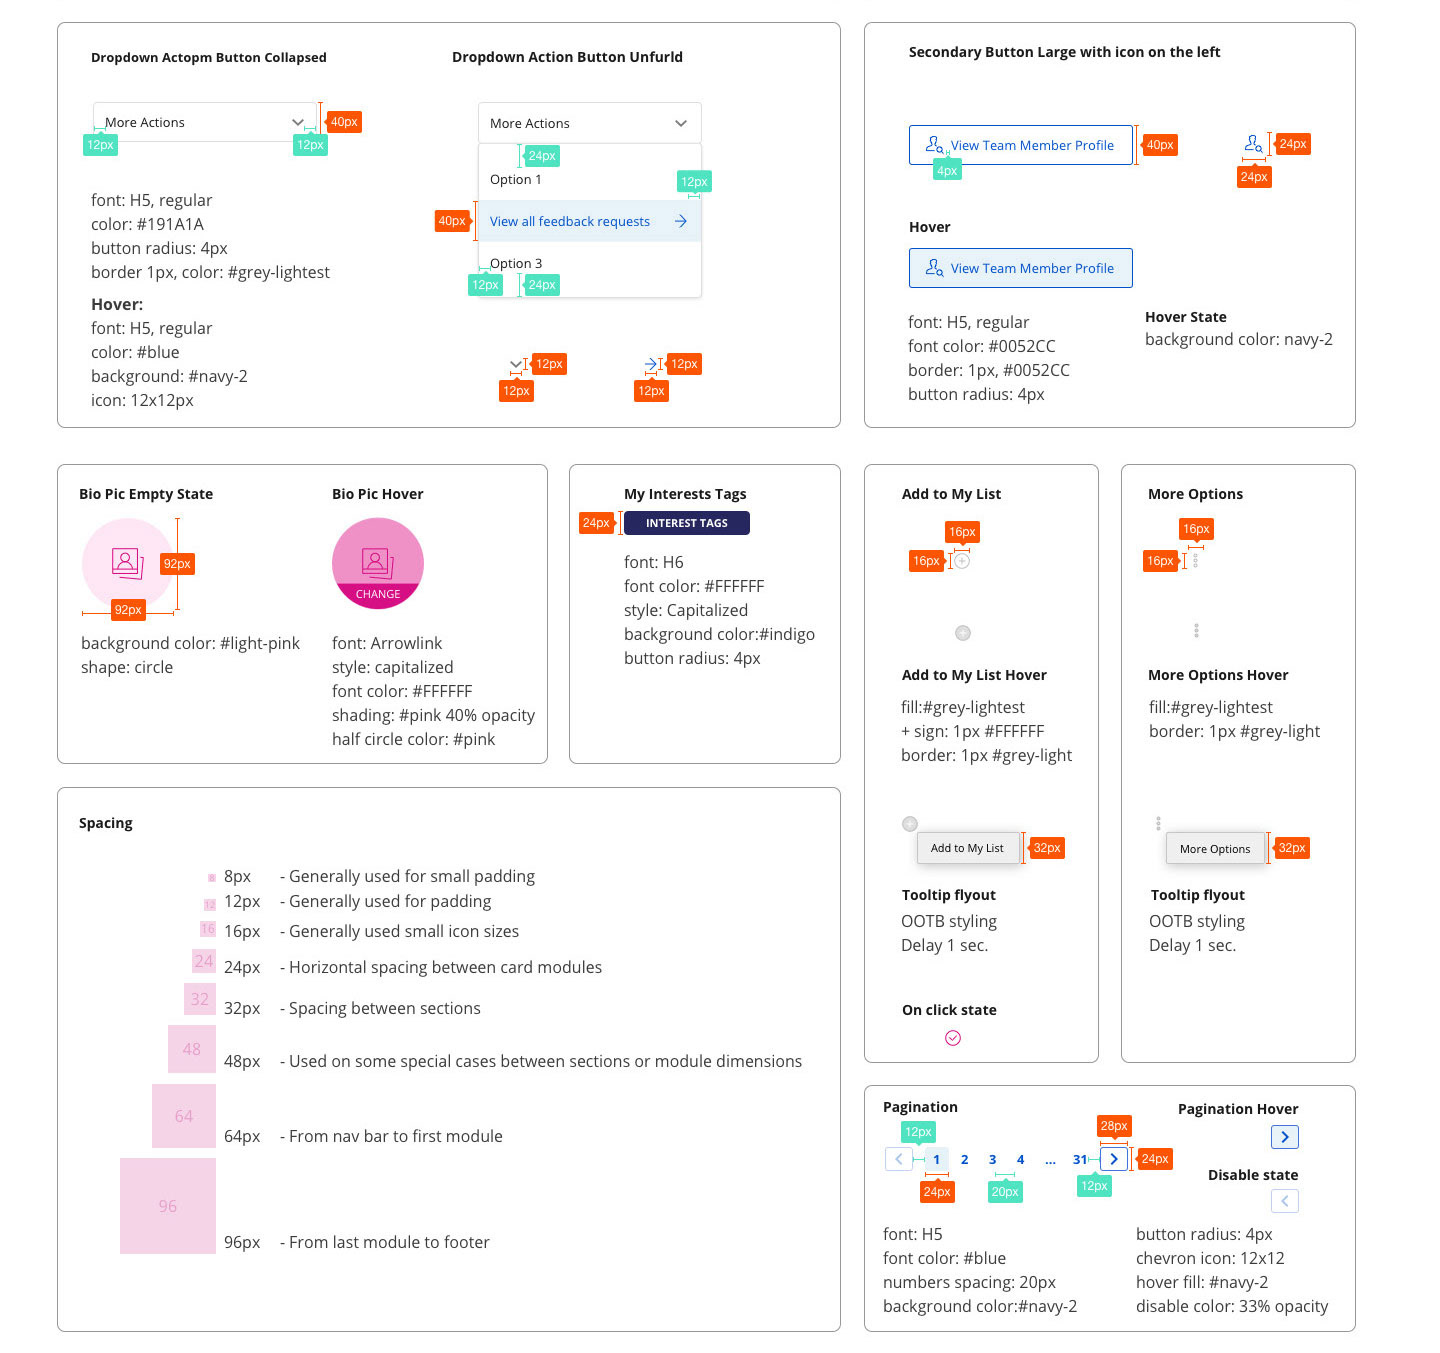 Dropdown Actopm Button Collapsed
More Actions
40px
12px
12px
font: H5, regular
color: #191A1A
button radius: 4px
border 1px, color: #grey-lightest
Hover:
font: H5, regular
color: #blue
background: #navy-2
icon: 12x12px
Dropdown Action Button Unfurld
More Actions
24px
Option 1
12px
40px
View all feedback requests
Option 3
12px
24px
12px
12px
12px
12px
Secondary Button Large with icon on the left
View Team Member Profile
40px
4px
24px
24px
Hover
View Team Member Profile
font: H5, regular
font color: #0052CC
border: 1px, #0052CC
button radius: 4px
Hover State
background color: navy-2
Bio Pic Empty State
92px
92px
background color: #light-pink
shape: circle
Bio Pic Hover
CHANGE
font: Arrowlink
style: capitalized
font color: #FFFFFF
shading: #pink 40% opacity
half circle color: #pink
My Interests Tags
24px
INTEREST TAGS
font: H6
font color: #FFFFFF
style: Capitalized
background color:#indigo
button radius: 4px
Add to My List
16px
16px
Add to My List Hover
fill:#grey-lightest
+ sign: 1px #FFFFFF
border: 1px #grey-light
Add to My List
32px
Tooltip flyout
OOTB styling
Delay 1 sec.
On click state
More Options
16px
16px
More Options Hover
fill:#grey-lightest
border: 1px #grey-light
More Options
32px
Tooltip flyout
OOTB styling
Delay 1 sec.
Spacing
8 8px - Generally used for small padding
12 12px - Generally used for padding
16 16px - Generally used small icon sizes
24 24px - Horizontal spacing between card modules
32 32px - Spacing between sections
48 48px - Used on some special cases between sections or module dimensions
64 64px - From nav bar to first module
96 96px - From last module to footer
Pagination
12px
28px
1 2 3 4 ... 31
24px
24px
20px
12px
font: H5
font color: #blue
numbers spacing: 20px
background color:#navy-2
Pagination Hover
Disable state
button radius: 4px
chevron icon: 12x12
hover fill: #navy-2
disable color: 33% opacity